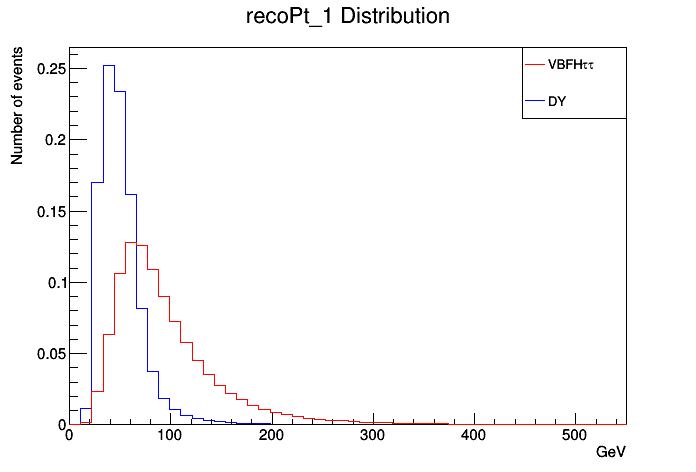 recoPt_1 Distribution
Number of events
0.25
0.2
0.15
0.1
0.05
0
0 100 200 300 400 500
GeV
VBFHττ
DY